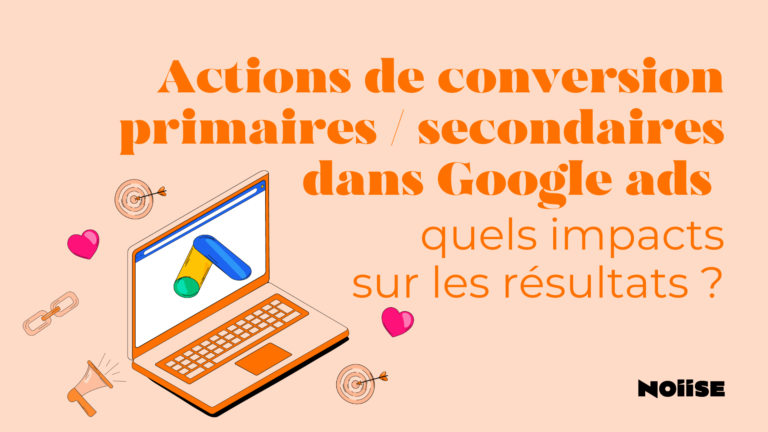 Actions de conversion
primaires / secondaires
dans Google ads
quels impacts
sur les résultats ?
NOIISE